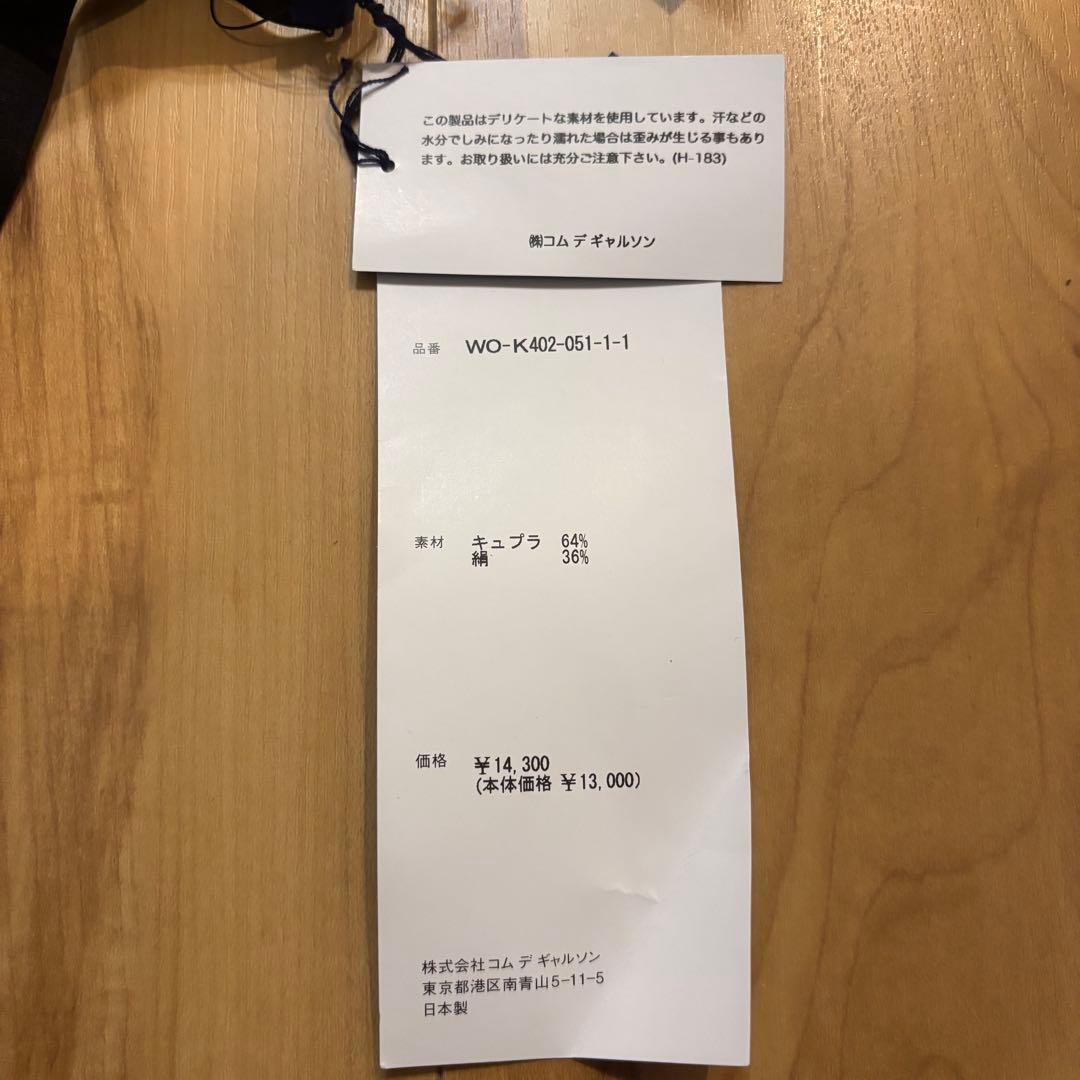 この製品はデリケートな素材を使用しています。汗などの
水分でしみになったり濡れた場合は歪みが生じる事もあり
ます。お取り扱いには充分ご注意下さい。(H-183)
㈱コム デ ギャルソン
品番 WO-K402-051-1-1
素材 キュプラ 64%
絹 36%
価格 ¥14,300
(本体価格 ¥13,000)
株式会社コム デ ギャルソン
東京都港区南青山5-11-5
日本製